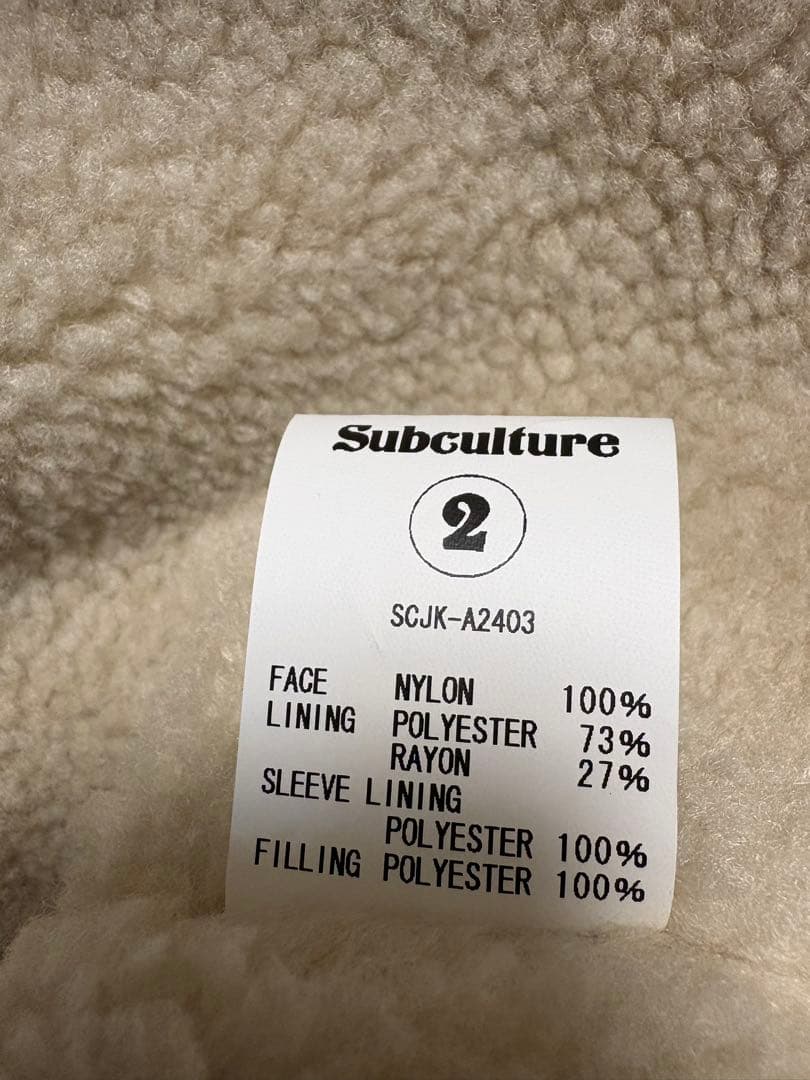 Subculture
2
SCJK-A2403
FACE NYLON 100%
LINING POLYESTER 73%
RAYON 27%
SLEEVE LINING
POLYESTER 100%
FILLING POLYESTER 100%